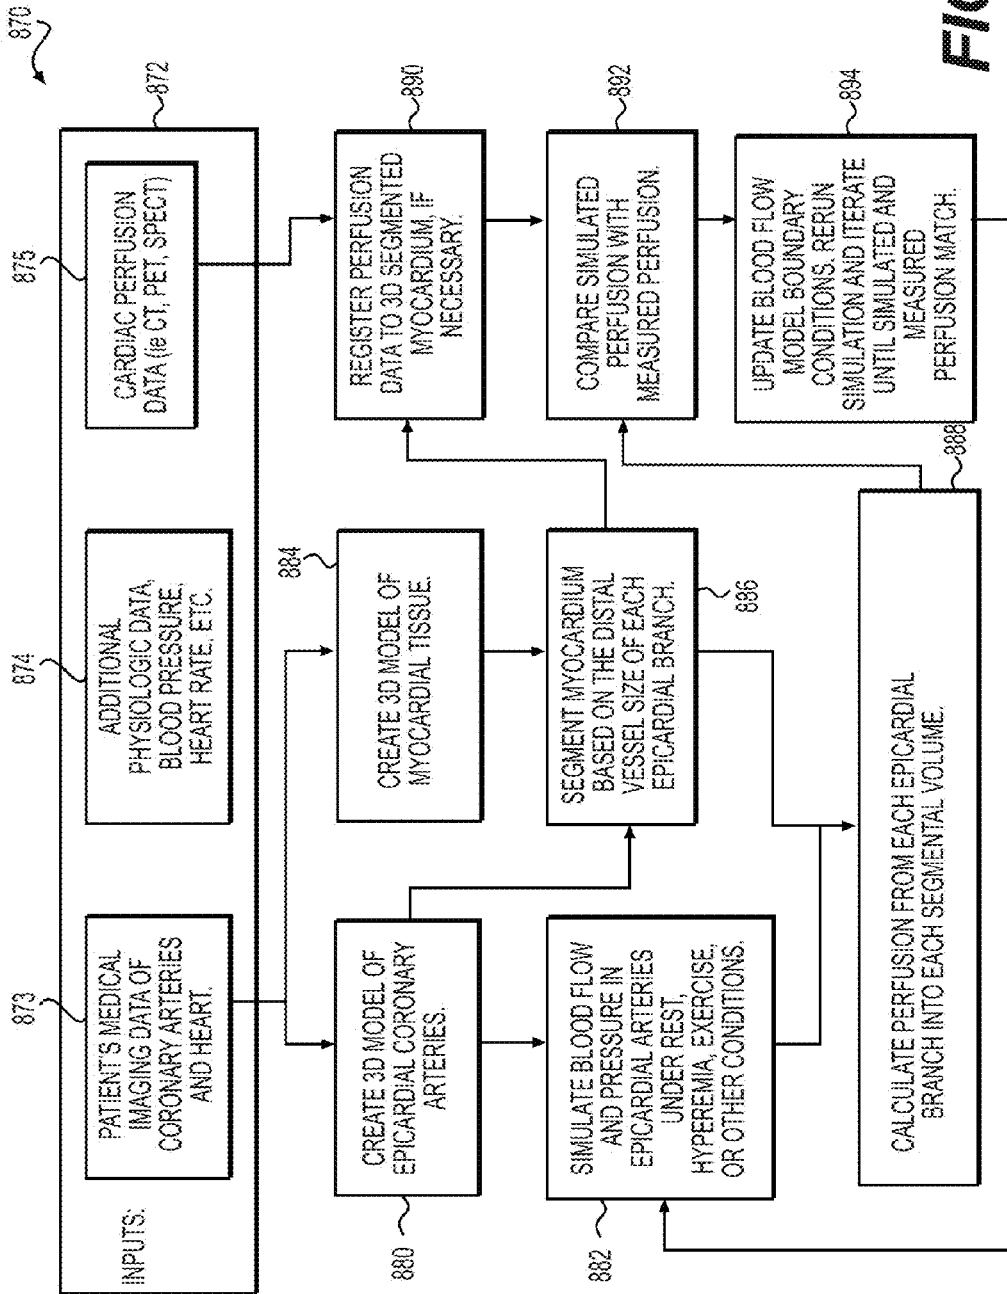 870
872
INPUTS:
873
PATIENT'S MEDICAL
IMAGING DATA OF
CORONARY ARTERIES
AND HEART.
874
ADDITIONAL
PHYSIOLOGIC DATA,
BLOOD PRESSURE,
HEART RATE, ETC.
875
CARDIAC PERFUSION
DATA (ie CT, PET, SPECT)
880
CREATE 3D MODEL OF
EPICARDIAL CORONARY
ARTERIES.
884
CREATE 3D MODEL OF
MYOCARDIAL TISSUE.
890
REGISTER PERFUSION
DATA TO 3D SEGMENTED
MYOCARDIUM, IF
NECESSARY.
882
SIMULATE BLOOD FLOW
AND PRESSURE IN
EPICARDIAL ARTERIES
UNDER REST,
HYPEREMIA, EXERCISE,
OR OTHER CONDITIONS.
886
SEGMENT MYOCARDIUM
BASED ON THE DISTAL
VESSEL SIZE OF EACH
EPICARDIAL BRANCH.
892
COMPARE SIMULATED
PERFUSION WITH
MEASURED PERFUSION.
888
CALCULATE PERFUSION FROM EACH EPICARDIAL
BRANCH INTO EACH SEGMENTAL VOLUME.
894
UPDATE BLOOD FLOW
MODEL BOUNDARY
CONDITIONS. RERUN
SIMULATION AND ITERATE
UNTIL SIMULATED AND
MEASURED
PERFUSION MATCH.